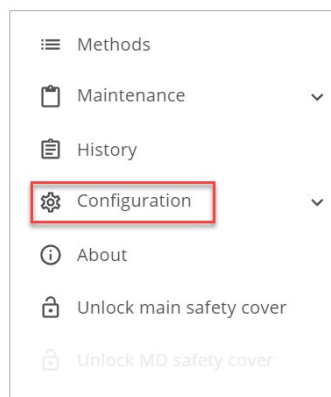 Methods
Maintenance
History
Configuration
About
Unlock main safety cover
Unlock MD safety cover